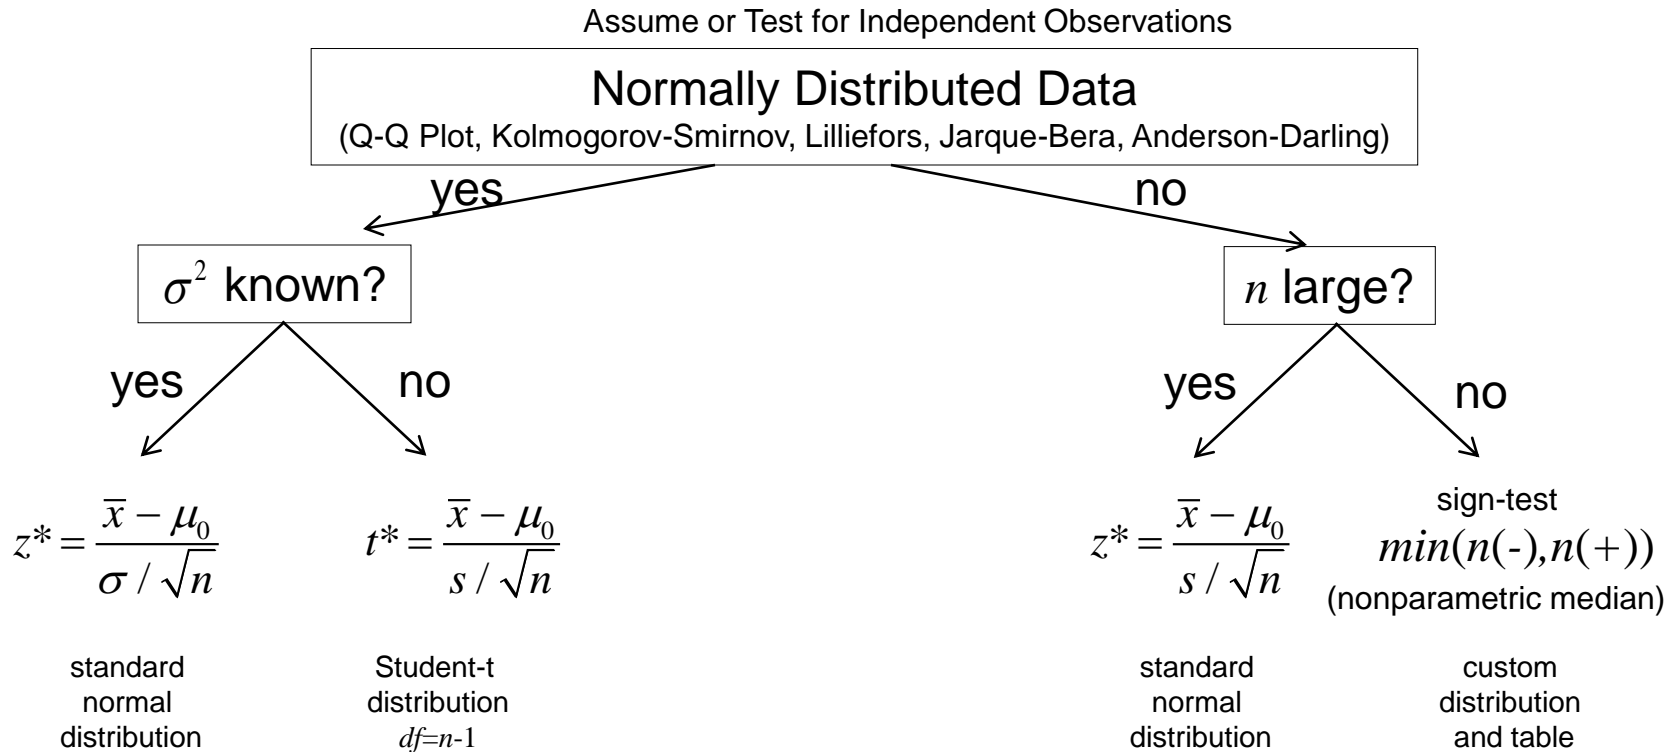 Assume or Test for Independent Observations
Normally Distributed Data
(Q-Q Plot, Kolmogorov-Smirnov, Lilliefors, Jarque-Bera, Anderson-Darling)
yes
no
σ² known?
n large?
yes
no
yes
no
z* = (x̄ − μ₀) / (σ / √n)
t* = (x̄ − μ₀) / (s / √n)
z* = (x̄ − μ₀) / (s / √n)
sign-test
min(n(-),n(+))
(nonparametric median)
standard
normal
distribution
Student-t
distribution
df=n-1
standard
normal
distribution
custom
distribution
and table